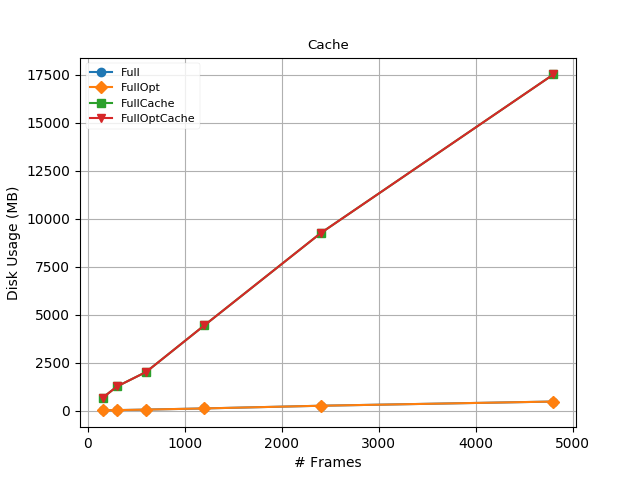 Cache
Full
FullOpt
FullCache
FullOptCache
17500
15000
12500
10000
7500
5000
2500
0
Disk Usage (MB)
0 1000 2000 3000 4000 5000
# Frames